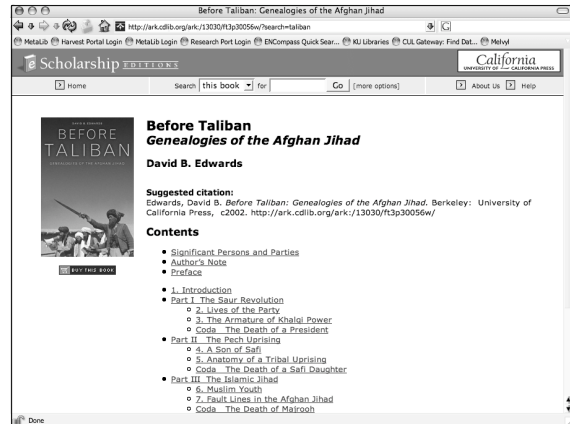 Before Taliban: Genealogies of the Afghan Jihad
http://ark.cdlib.org/ark:/13030/ft3p30056w/?search=taliban
MetaLib Harvest Portal Login MetaLib Login Research Port Login ENCompass Quick Sear... KU Libraries CUL Gateway: Find Dat... Melvyl
e Scholarship EDITIONS
California
UNIVERSITY OF CALIFORNIA PRESS
Home Search this book for Go [more options] About Us Help
DAVID B. EDWARDS
BEFORE
TALIBAN
GENEALOGIES OF THE AFGHAN JIHAD
BUY THIS BOOK
Before Taliban
Genealogies of the Afghan Jihad
David B. Edwards
Suggested citation:
Edwards, David B. Before Taliban: Genealogies of the Afghan Jihad. Berkeley: University of
California Press, c2002. http://ark.cdlib.org/ark:/13030/ft3p30056w/
Contents
Significant Persons and Parties
Author's Note
Preface
1. Introduction
Part I The Saur Revolution
2. Lives of the Party
3. The Armature of Khalqi Power
Coda The Death of a President
Part II The Pech Uprising
4. A Son of Safi
5. Anatomy of a Tribal Uprising
Coda The Death of a Safi Daughter
Part III The Islamic Jihad
6. Muslim Youth
7. Fault Lines in the Afghan Jihad
Coda The Death of Majrooh
Done